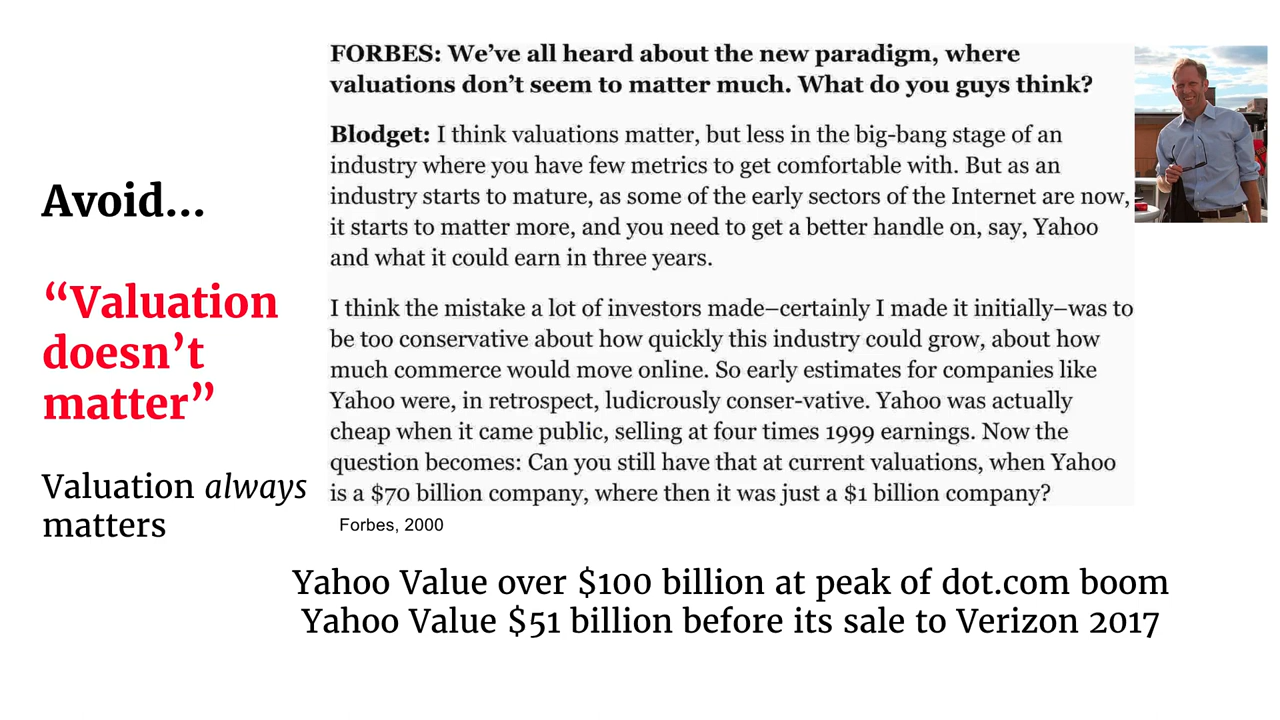 Avoid...
“Valuation
doesn’t
matter”
Valuation always
matters
FORBES: We’ve all heard about the new paradigm, where
valuations don’t seem to matter much. What do you guys think?
Blodget: I think valuations matter, but less in the big-bang stage of an
industry where you have few metrics to get comfortable with. But as an
industry starts to mature, as some of the early sectors of the Internet are now,
it starts to matter more, and you need to get a better handle on, say, Yahoo
and what it could earn in three years.
I think the mistake a lot of investors made–certainly I made it initially–was to
be too conservative about how quickly this industry could grow, about how
much commerce would move online. So early estimates for companies like
Yahoo were, in retrospect, ludicrously conser-vative. Yahoo was actually
cheap when it came public, selling at four times 1999 earnings. Now the
question becomes: Can you still have that at current valuations, when Yahoo
is a $70 billion company, where then it was just a $1 billion company?
Forbes, 2000
Yahoo Value over $100 billion at peak of dot.com boom
Yahoo Value $51 billion before its sale to Verizon 2017